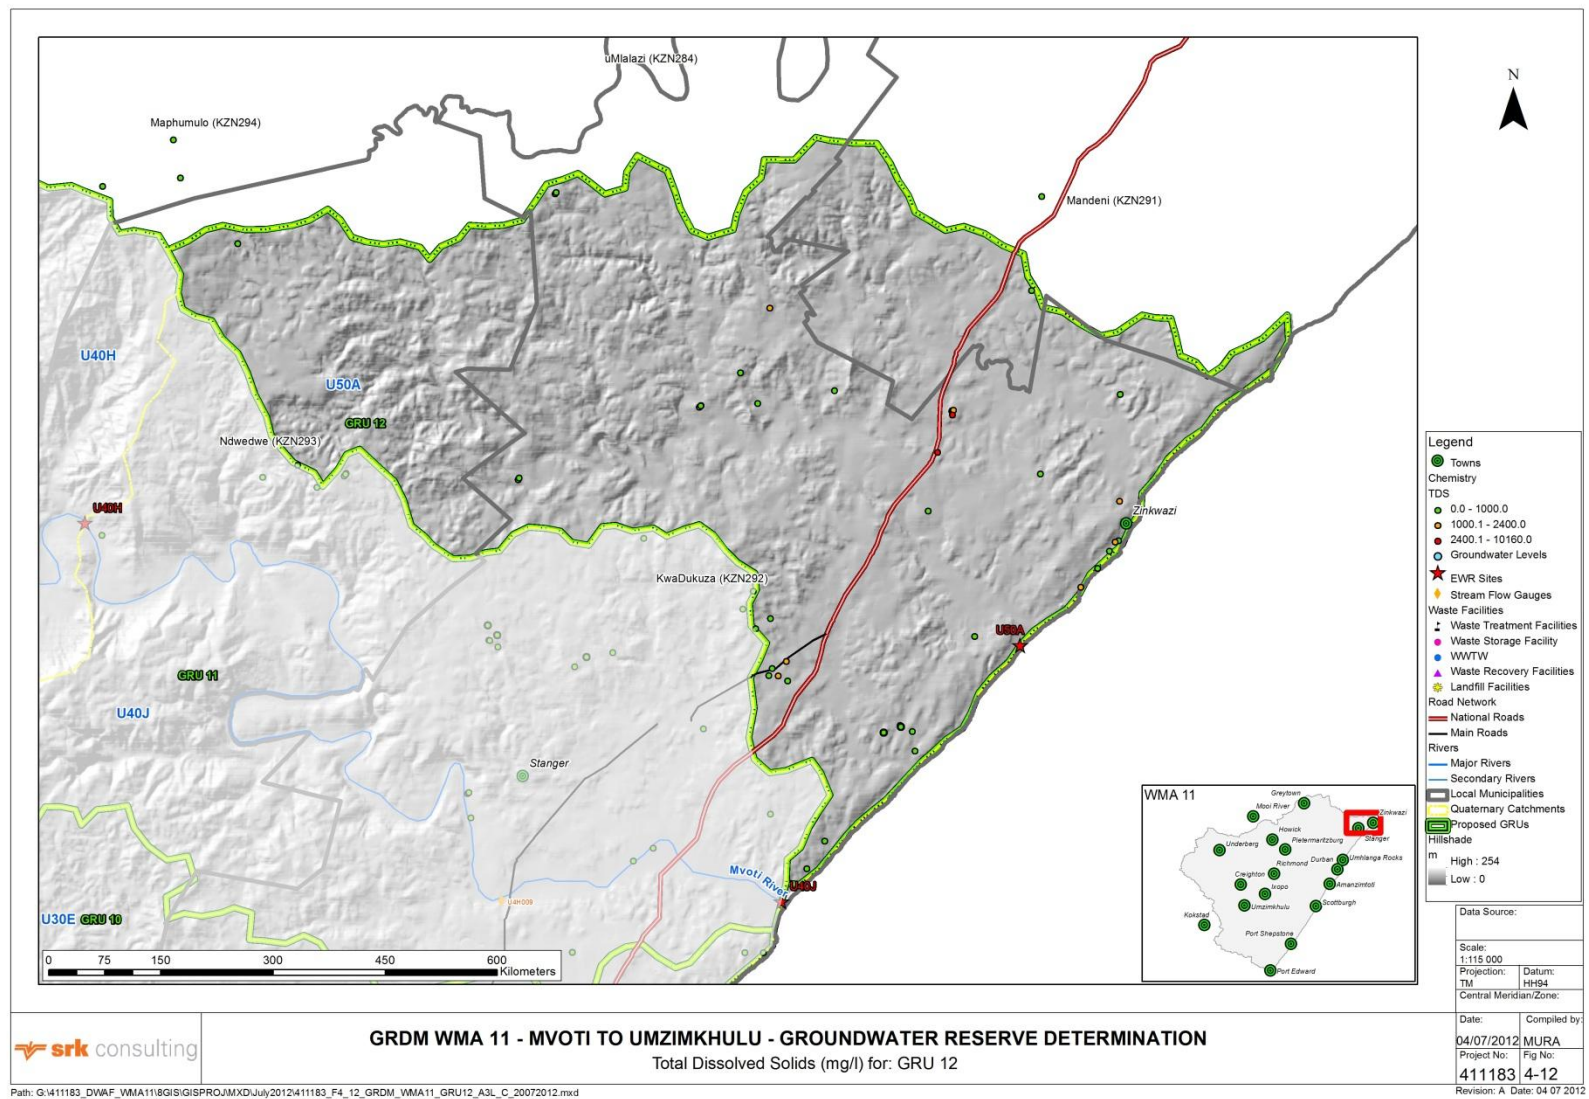 uMlalazi (KZN284)
Maphumulo (KZN294)
N
Mandeni (KZN291)
U40H
U50A
GRU 12
Ndwedwe (KZN293)
U40H
Zinkwazi
KwaDukuza (KZN292)
U50A
GRU 11
U40J
Stanger
Mvoti River
U40J
U4H009
U30E
GRU 10
0 75 150 300 450 600
Kilometers
Legend
Towns
Chemistry
TDS
0.0 - 1000.0
1000.1 - 2400.0
2400.1 - 10160.0
Groundwater Levels
EWR Sites
Stream Flow Gauges
Waste Facilities
Waste Treatment Facilities
Waste Storage Facility
WWTW
Waste Recovery Facilities
Landfill Facilities
Road Network
National Roads
Main Roads
Rivers
Major Rivers
Secondary Rivers
Local Municipalities
Quaternary Catchments
Proposed GRUs
Hillshade
m
High : 254
Low : 0
WMA 11
Greytown
Mooi River
Zinkwazi
Stanger
Howick
Pietermaritzburg
Underberg
Richmond
Durban
Umhlanga Rocks
Creighton
Ixopo
Amanzimtoti
Umzimkhulu
Scottburgh
Kokstad
Port Shepstone
Port Edward
Data Source:
Scale:
1:115 000
Projection: Datum:
TM HH94
Central Meridian/Zone:
Date: Compiled by:
04/07/2012 MURA
Project No: Fig No:
411183 4-12
Revision: A Date: 04 07 2012
srk consulting
GRDM WMA 11 - MVOTI TO UMZIMKHULU - GROUNDWATER RESERVE DETERMINATION
Total Dissolved Solids (mg/l) for: GRU 12
Path: G:\411183_DWAF_WMA11\8GIS\GISPROJ\MXD\July2012\411183_F4_12_GRDM_WMA11_GRU12_A3L_C_20072012.mxd